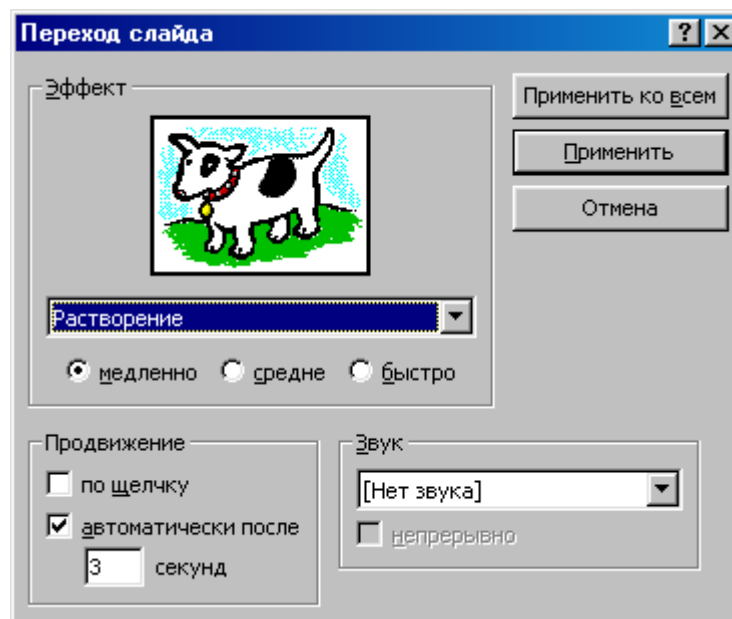 Переход слайда
Эффект
Применить ко всем
Применить
Отмена
Растворение
медленно средне быстро
Продвижение
по щелчку
автоматически после
3 секунд
Звук
[Нет звука]
непрерывно